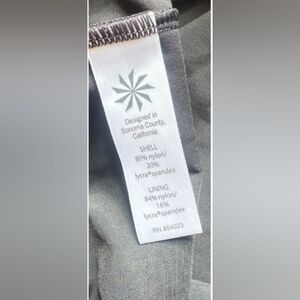 Designed in
Sonoma County,
California
SHELL
80% nylon/
20%
lycra®spandex
LINING
84% nylon/
16%
lycra®spandex
RN #54023